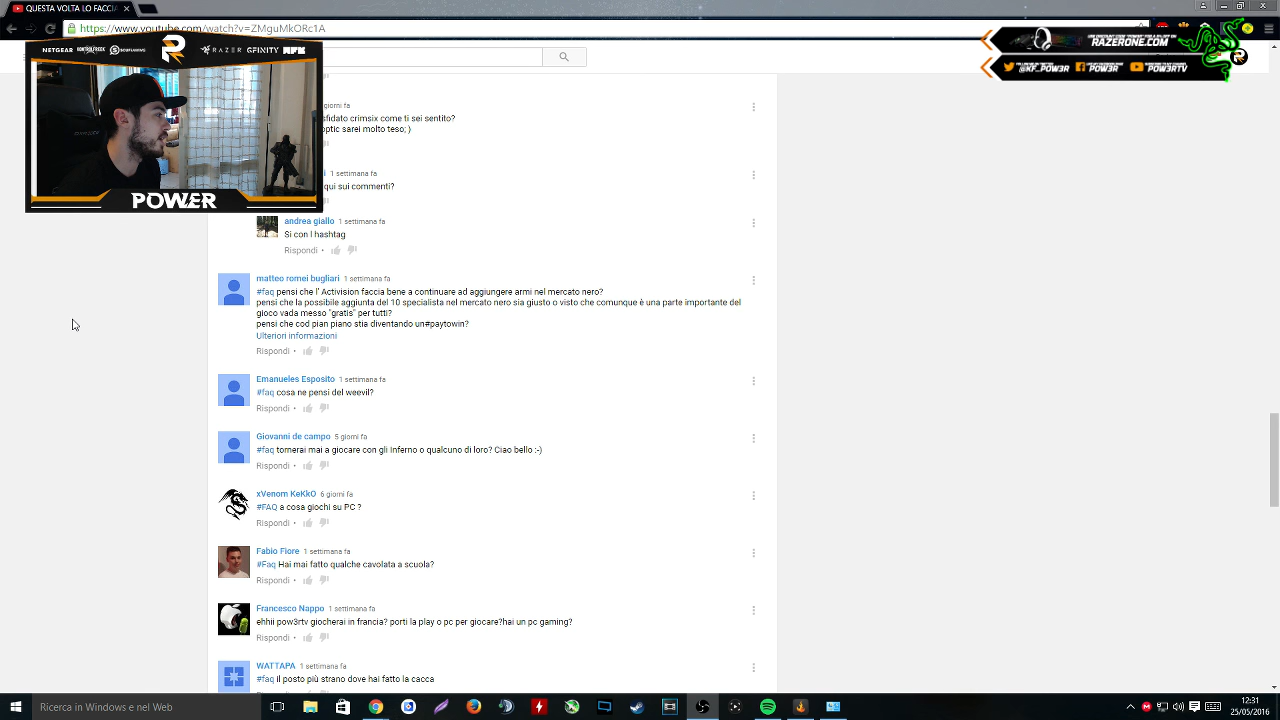 QUESTA VOLTA LO FACCIA
https://www.youtube.com/watch?v=ZMguMkORc1A
NETGEAR
RAZER
GFINITY
RAZERONE.COM
@XF_POW3R
POW3R
POW3RTV
POWER
giorni fa
sfidato crimsix come ti sei sentito?
optic sarei molto teso; )
1 settimana fa
qui sui commenti?
andrea giallo 1 settimana fa
Si con l hashtag
Rispondi •
matteo romei bugliari 1 settimana fa
#faq pensi che l' Activision faccia bene a continuare ad aggiungere armi nel mercato nero?
pensi che la possibile aggiunta del 10 specialista nel mercato nero sia giusto o visto che comunque è una parte importante del
gioco vada messo "gratis" per tutti?
pensi che cod pian piano stia diventando un#paytowin?
Ulteriori informazioni
Rispondi •
Emanueles Esposito 1 settimana fa
#faq cosa ne pensi del weevil?
Rispondi •
Giovanni de campo 5 giorni fa
#faq tornerai mai a giocare con gli Inferno o qualcuno di loro? Ciao bello :-)
Rispondi •
xVenom KeKkO 6 giorni fa
#FAQ a cosa giochi su PC ?
Rispondi •
Fabio Fiore 1 settimana fa
#Faq Hai mai fatto qualche cavolata a scuola?
Rispondi •
Francesco Nappo 1 settimana fa
ehhii pow3rtv giocherai in francia? porti la play o pc per giocare?hai un pc gaming?
Rispondi •
WATTAPA 1 settimana fa
#faq il posto più strano dove hai fatto la cacca
Ricerca in Windows e nel Web
12:31
25/05/2016